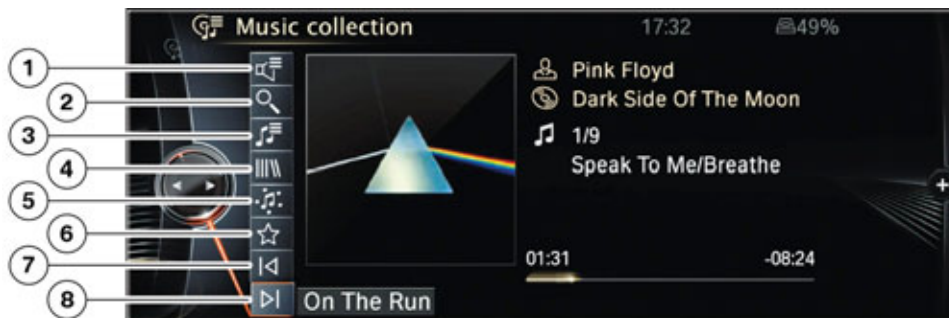 Music collection
17:32
49%
1
2
3
4
5
6
7
8
Pink Floyd
Dark Side Of The Moon
1/9
Speak To Me/Breathe
01:31
-08:24
On The Run